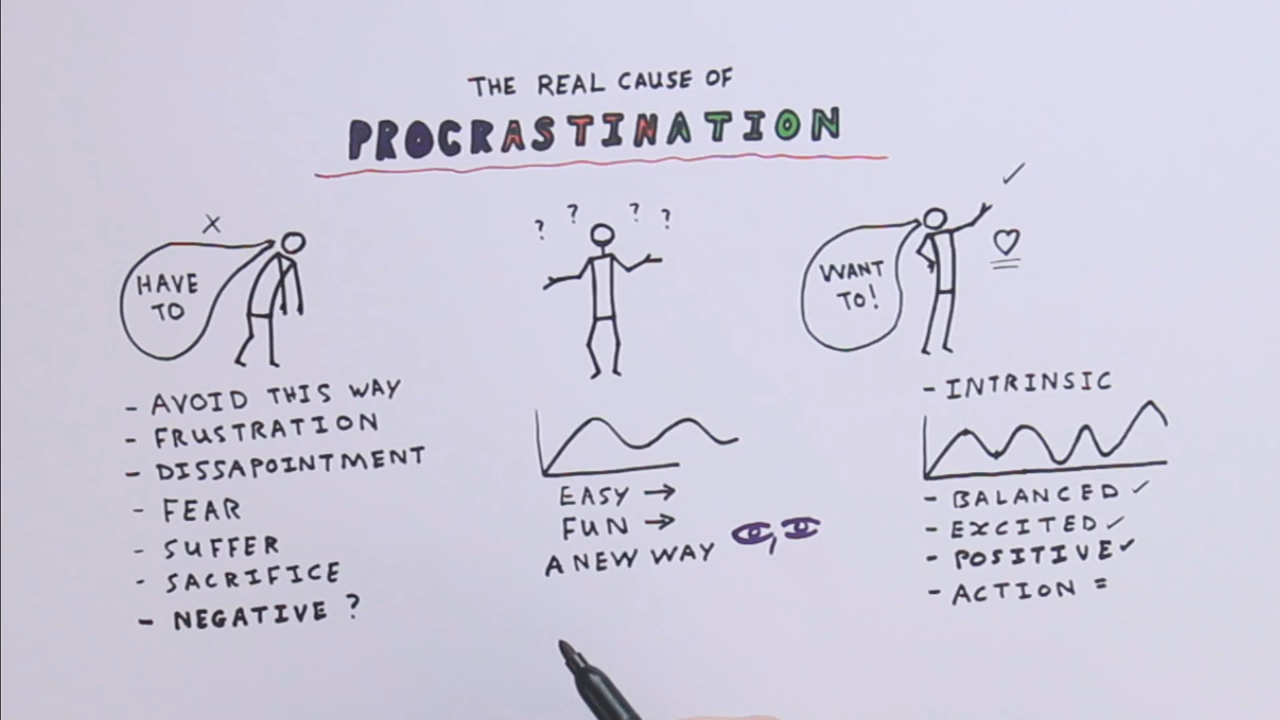 THE REAL CAUSE OF
PROCRASTINATION
X
HAVE
TO
- AVOID THIS WAY
- FRUSTRATION
- DISSAPOINTMENT
- FEAR
- SUFFER
- SACRIFICE
- NEGATIVE ?
? ? ? ?
EASY →
FUN →
A NEW WAY
✓
WANT
TO!
- INTRINSIC
- BALANCED ✓
- EXCITED ✓
- POSITIVE ✓
- ACTION =